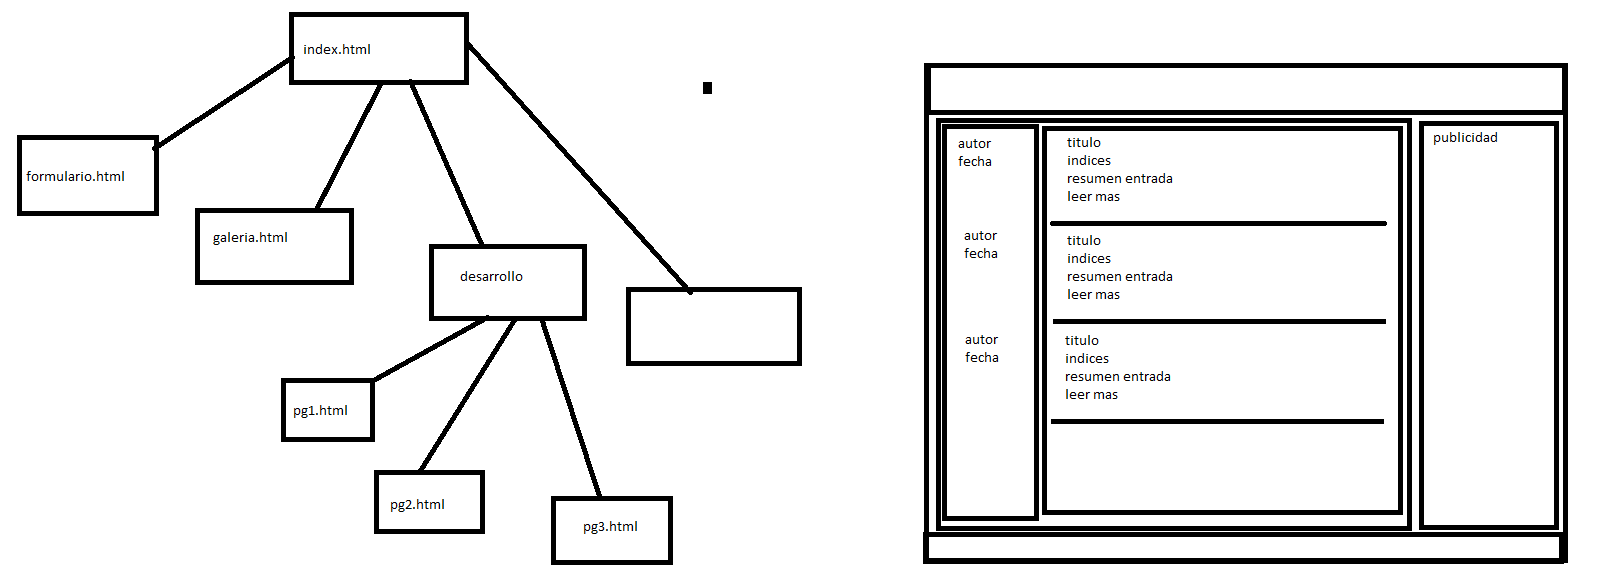 index.html
formulario.html
galeria.html
desarrollo
pg1.html
pg2.html
pg3.html
autor
fecha
titulo
indices
resumen entrada
leer mas
autor
fecha
titulo
indices
resumen entrada
leer mas
autor
fecha
titulo
indices
resumen entrada
leer mas
publicidad